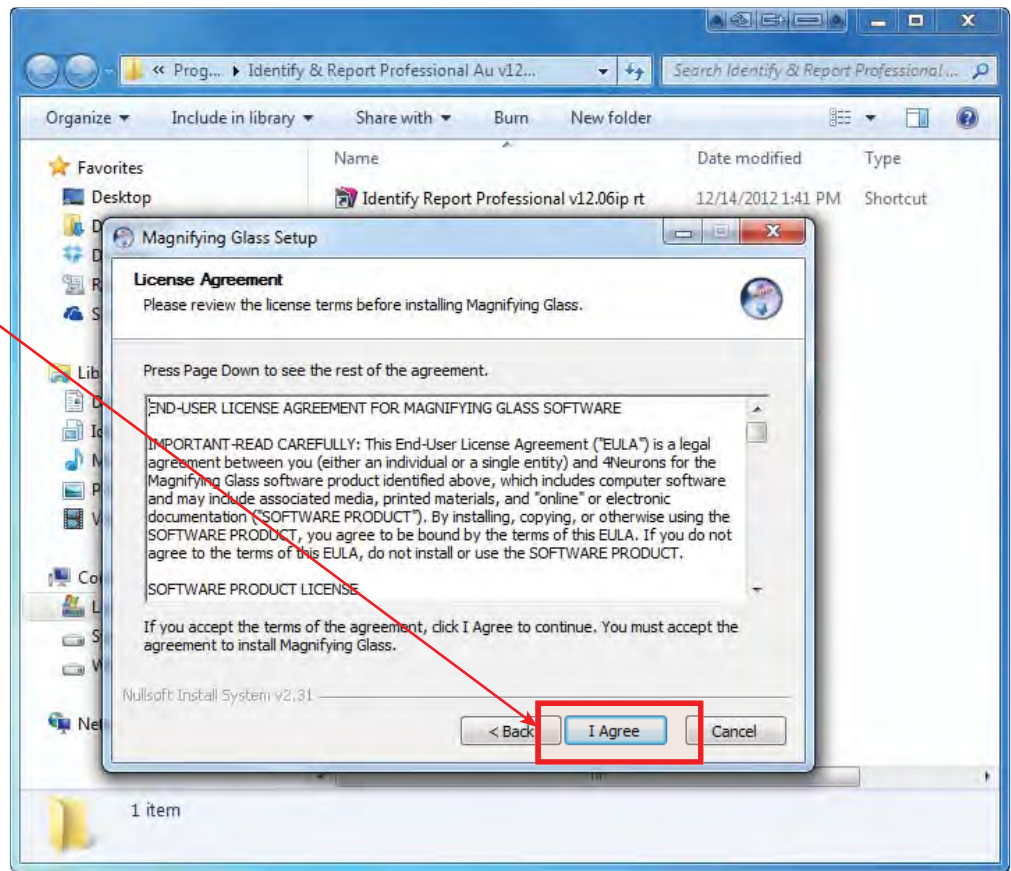 « Prog... ▸ Identify & Report Professional Au v12...
Search Identify & Report Professional ...
Organize ▾ Include in library ▾ Share with ▾ Burn New folder
Name Date modified Type
Favorites
Desktop
Identify Report Professional v12.06ip rt 12/14/2012 1:41 PM Shortcut
Magnifying Glass Setup
License Agreement
Please review the license terms before installing Magnifying Glass.
Press Page Down to see the rest of the agreement.
END-USER LICENSE AGREEMENT FOR MAGNIFYING GLASS SOFTWARE
IMPORTANT-READ CAREFULLY: This End-User License Agreement ("EULA") is a legal
agreement between you (either an individual or a single entity) and 4Neurons for the
Magnifying Glass software product identified above, which includes computer software
and may include associated media, printed materials, and "online" or electronic
documentation ("SOFTWARE PRODUCT"). By installing, copying, or otherwise using the
SOFTWARE PRODUCT, you agree to be bound by the terms of this EULA. If you do not
agree to the terms of this EULA, do not install or use the SOFTWARE PRODUCT.
SOFTWARE PRODUCT LICENSE
If you accept the terms of the agreement, click I Agree to continue. You must accept the
agreement to install Magnifying Glass.
Nullsoft Install System v2.31
< Back I Agree Cancel
D
D
R
S
Lib
D
M
P
V
Co
L
S
W
Net
1 item